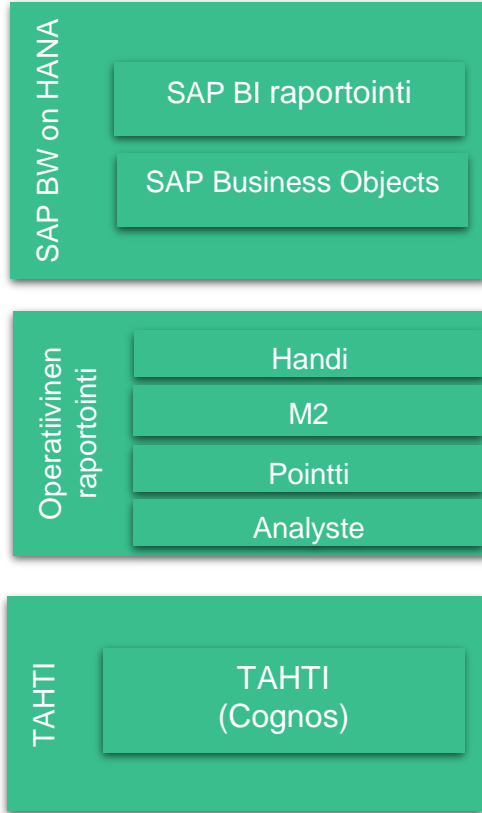 SAP BW on HANA
SAP BI raportointi
SAP Business Objects
Operatiivinen
raportointi
Handi
M2
Pointti
Analyste
TAHTI
TAHTI
(Cognos)